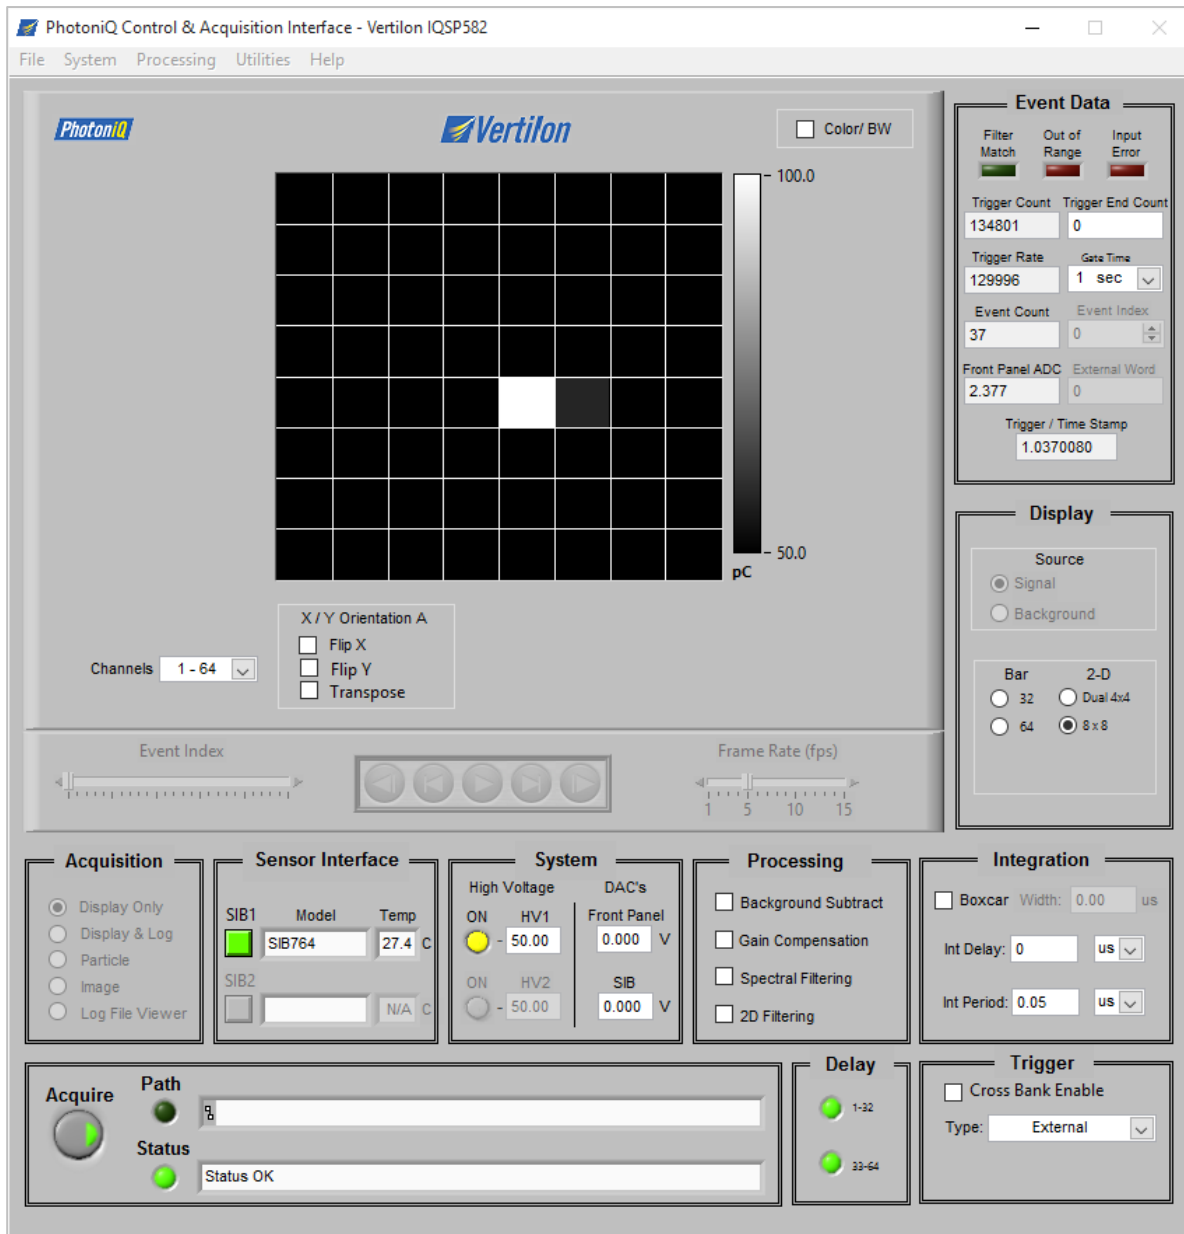 PhotoniQ Control & Acquisition Interface - Vertilon IQSP582
File System Processing Utilities Help
PhotoniQ
Vertilon
Color/ BW
100.0
50.0
pC
X / Y Orientation A
Flip X
Flip Y
Transpose
Channels 1 - 64
Event Index
Frame Rate (fps)
1 5 10 15
Event Data
Filter Match
Out of Range
Input Error
Trigger Count Trigger End Count
134801 0
Trigger Rate Gate Time
129996 1 sec
Event Count Event Index
37 0
Front Panel ADC External Word
2.377 0
Trigger / Time Stamp
1.0370080
Display
Source
Signal
Background
Bar 2-D
32 Dual 4x4
64 8 x 8
Acquisition
Display Only
Display & Log
Particle
Image
Log File Viewer
Sensor Interface
SIB1 Model Temp
SIB764 27.4 C
SIB2
N/A C
System
High Voltage DAC's
ON HV1 Front Panel
- 50.00 0.000 V
ON HV2 SIB
- 50.00 0.000 V
Processing
Background Subtract
Gain Compensation
Spectral Filtering
2D Filtering
Integration
Boxcar Width: 0.00 us
Int Delay: 0 us
Int Period: 0.05 us
Acquire
Path
Status
Status OK
Delay
1-32
33-64
Trigger
Cross Bank Enable
Type: External